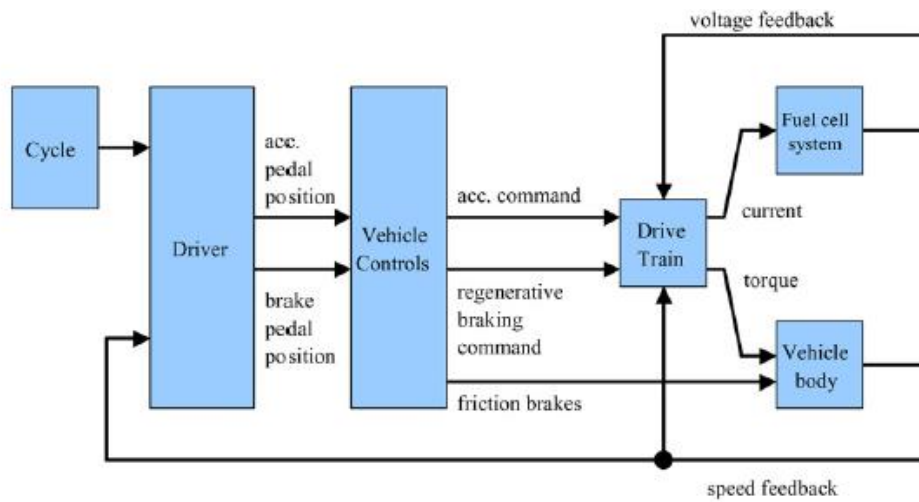 voltage feedback
Cycle
Driver
acc.
pedal
position
brake
pedal
position
Vehicle
Controls
acc. command
regenerative
braking
command
friction brakes
Drive
Train
current
torque
Fuel cell
system
Vehicle
body
speed feedback